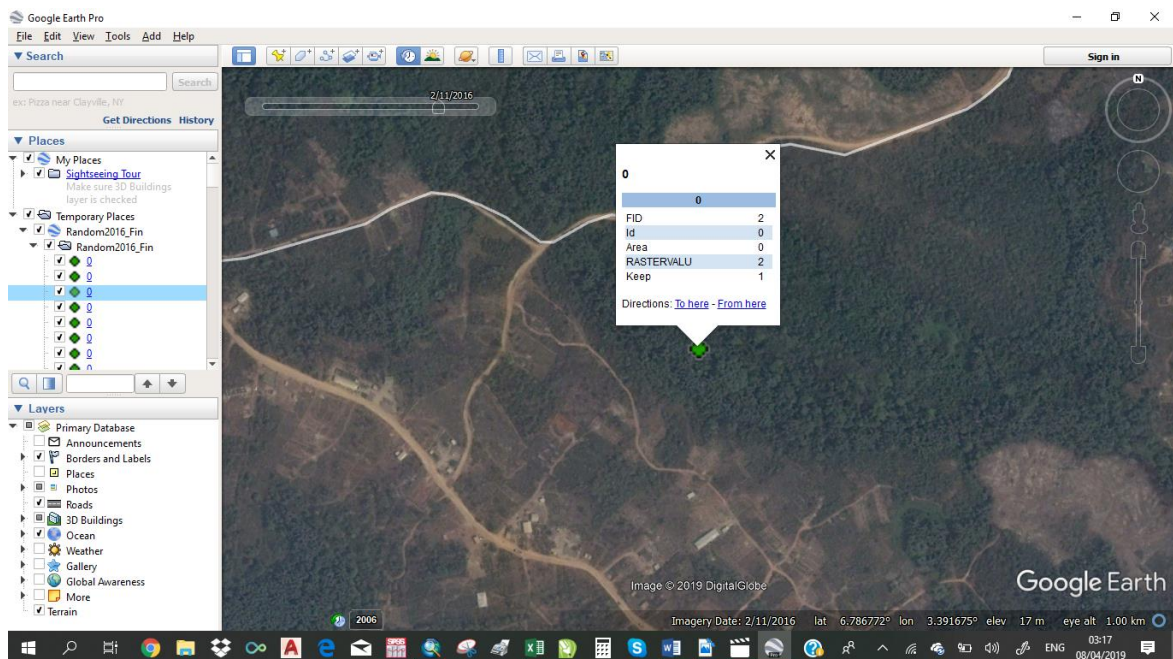 Google Earth Pro
File Edit View Tools Add Help
Search
Sign in
Search
ex: Pizza near Clayville, NY
Get Directions History
2/11/2016
N
Places
My Places
Sightseeing Tour
Make sure 3D Buildings
layer is checked
Temporary Places
Random2016_Fin
Random2016_Fin
0
0
0
0
0
0
0
0
0
0
FID 2
Id 0
Area 0
RASTERVALU 2
Keep 1
Directions: To here - From here
Layers
Primary Database
Announcements
Borders and Labels
Places
Photos
Roads
3D Buildings
Ocean
Weather
Gallery
Global Awareness
More
Terrain
Image © 2019 DigitalGlobe
Google Earth
2006
Imagery Date: 2/11/2016 lat 6.786772° lon 3.391675° elev 17 m eye alt 1.00 km
ENG
03:17
08/04/2019